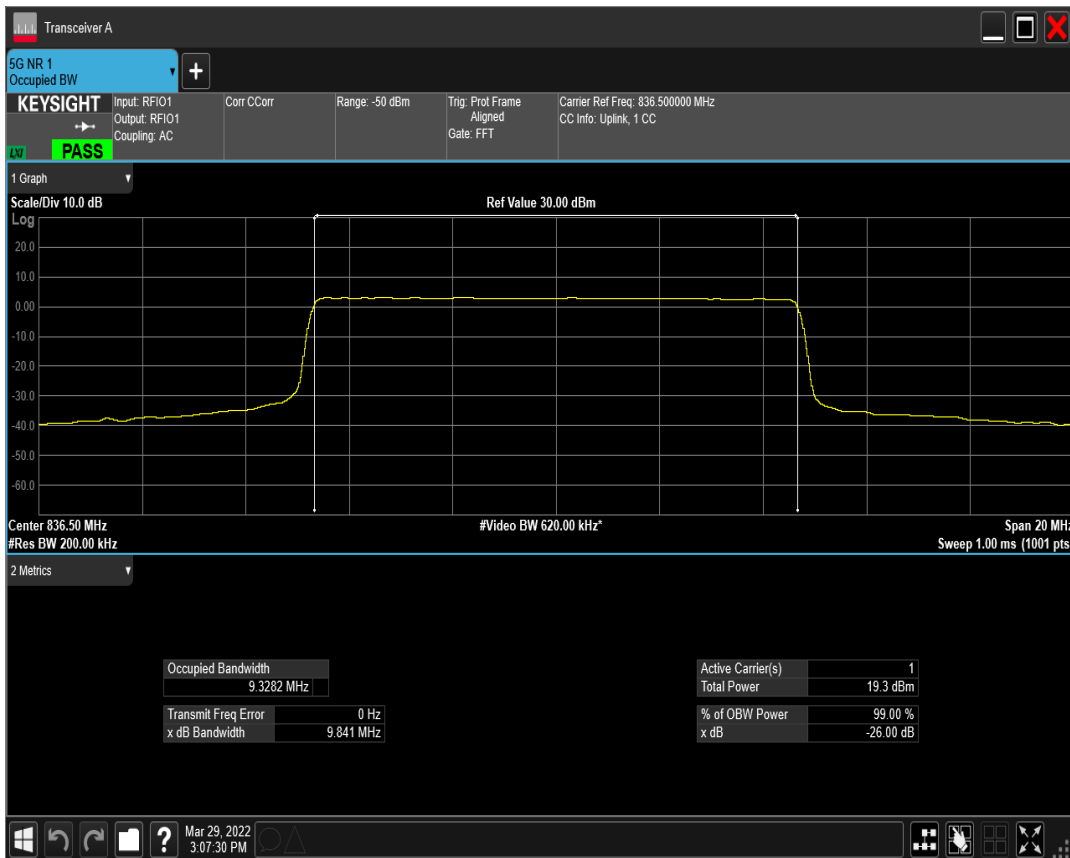 Transceiver A
5G NR 1
Occupied BW
+
KEYSIGHT
LXI
PASS
Input: RFIO1
Output: RFIO1
Coupling: AC
Corr CCorr
Range: -50 dBm
Trig: Prot Frame
Aligned
Gate: FFT
Carrier Ref Freq: 836.500000 MHz
CC Info: Uplink, 1 CC
1 Graph
Scale/Div 10.0 dB
Ref Value 30.00 dBm
Log
20.0
10.0
0.00
-10.0
-20.0
-30.0
-40.0
-50.0
-60.0
Center 836.50 MHz
#Video BW 620.00 kHz*
Span 20 MHz
#Res BW 200.00 kHz
Sweep 1.00 ms (1001 pts
2 Metrics
Occupied Bandwidth
9.3282 MHz
Transmit Freq Error 0 Hz
x dB Bandwidth 9.841 MHz
Active Carrier(s) 1
Total Power 19.3 dBm
% of OBW Power 99.00 %
x dB -26.00 dB
?
Mar 29, 2022
3:07:30 PM